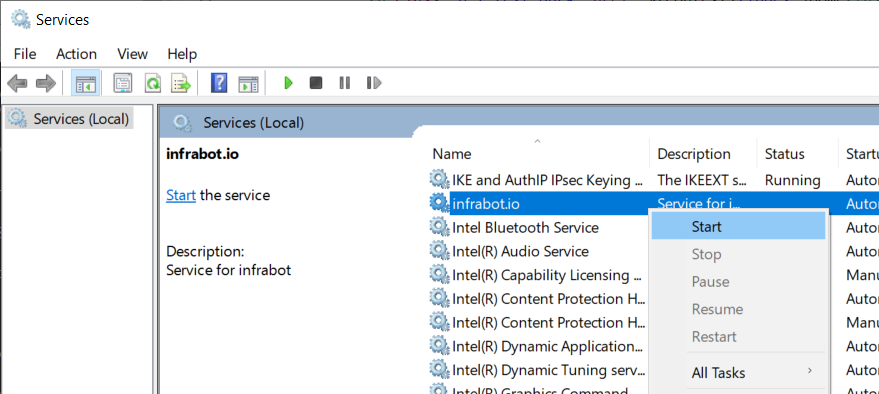 Services
File Action View Help
Services (Local)
Services (Local)
infrabot.io
Start the service
Description:
Service for infrabot
Name Description Status Startu
IKE and AuthIP IPsec Keying ... The IKEEXT s... Running Autor
infrabot.io Service for i... Autor
Intel Bluetooth Service Autor
Intel(R) Audio Service Autor
Intel(R) Capability Licensing ... Manu
Intel(R) Content Protection H... Autor
Intel(R) Content Protection H... Manu
Intel(R) Dynamic Application... Autor
Intel(R) Dynamic Tuning serv... Autor
Intel(R) Graphics Command
Start
Stop
Pause
Resume
Restart
All Tasks